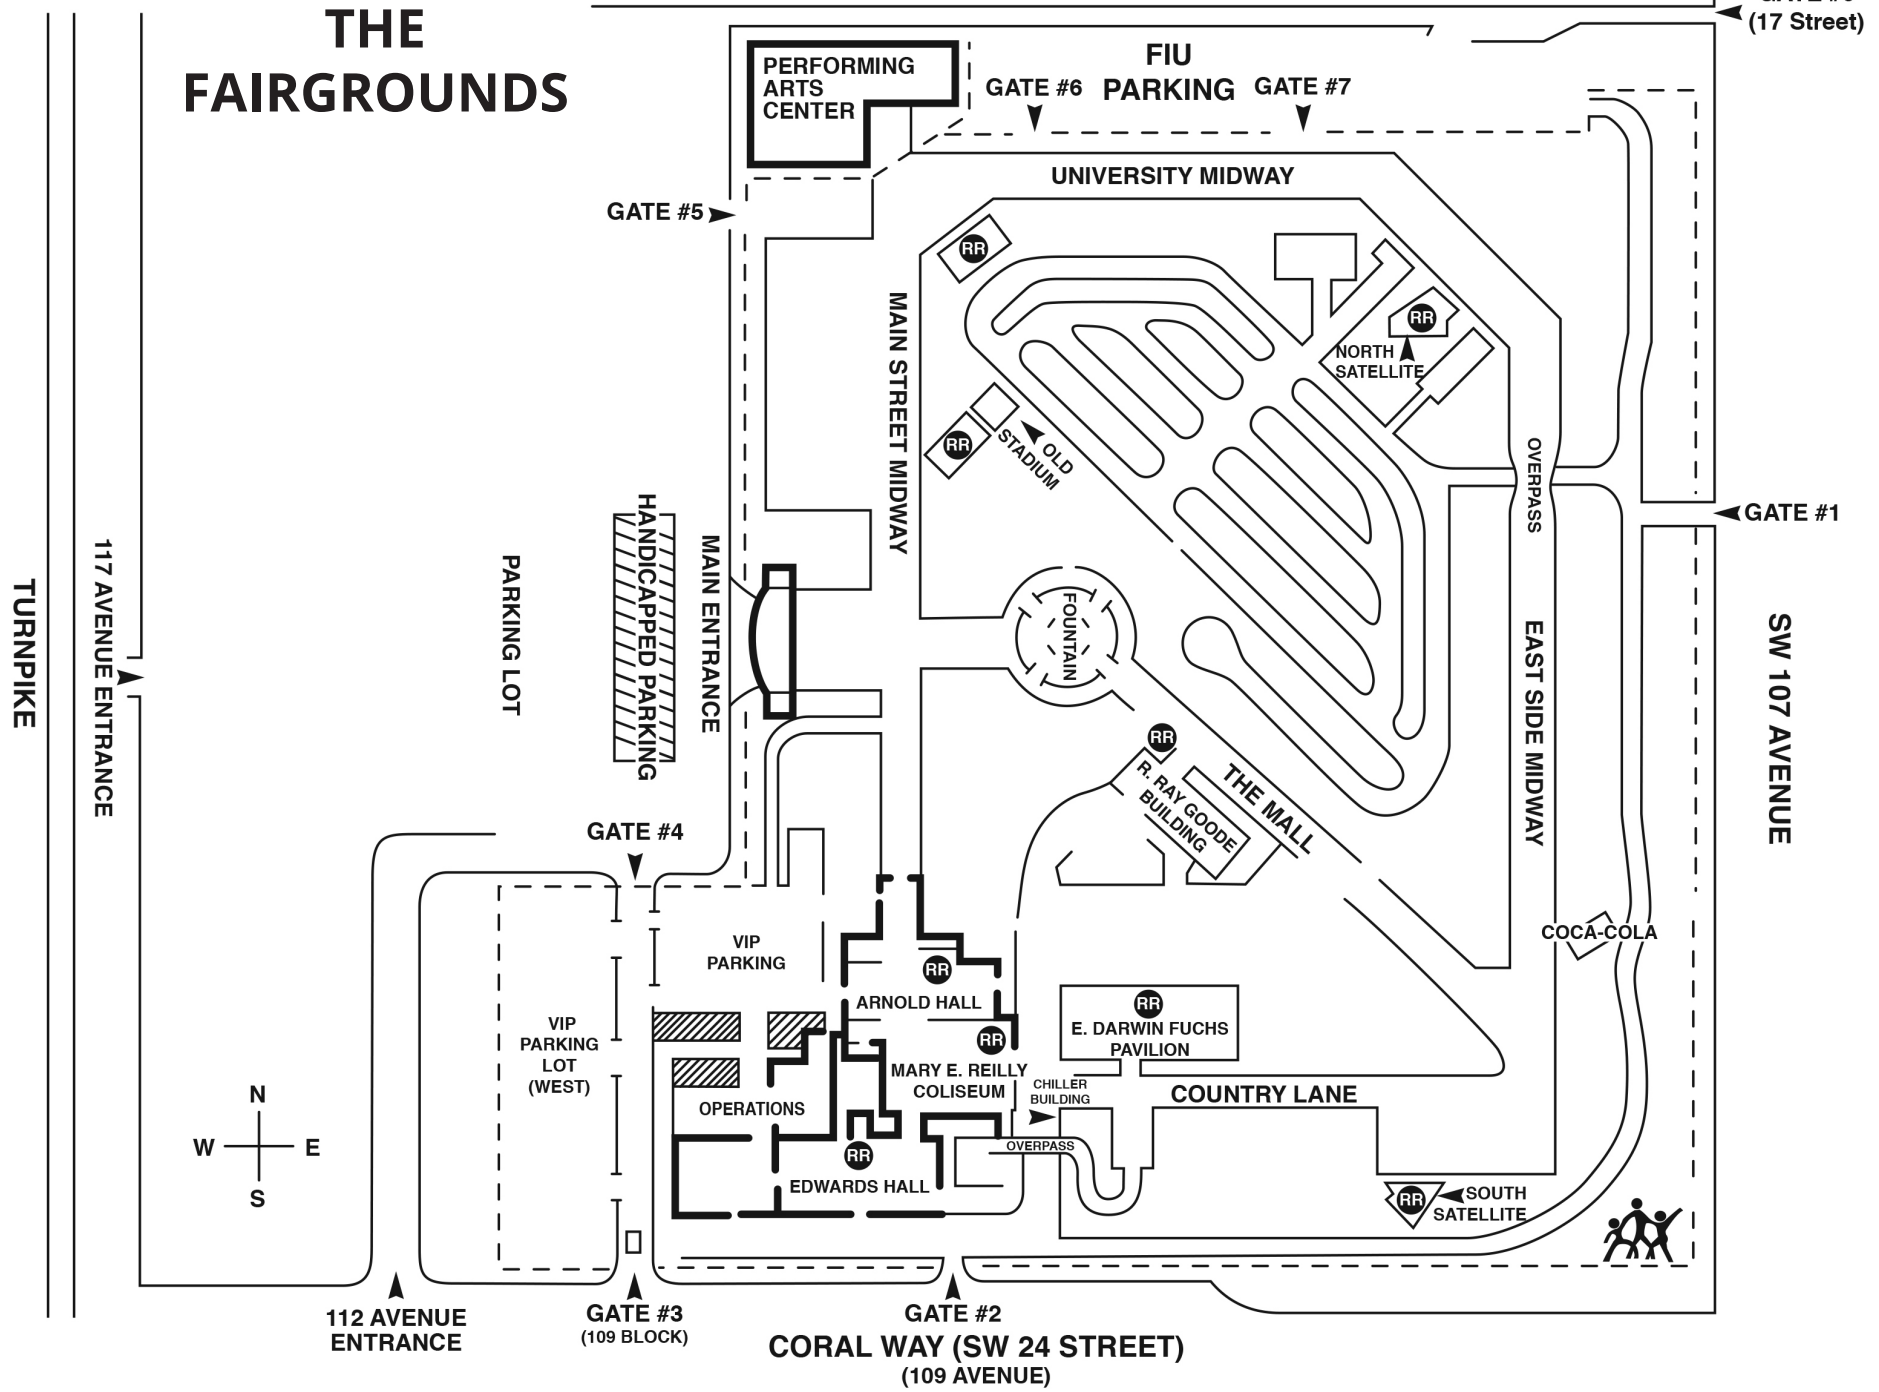 THE
FAIRGROUNDS
(17 Street)
PERFORMING
ARTS
CENTER
FIU
PARKING
GATE #6
GATE #7
UNIVERSITY MIDWAY
GATE #5
RR
RR
NORTH
SATELLITE
MAIN STREET MIDWAY
RR
OLD
STADIUM
OVERPASS
GATE #1
HANDICAPPED PARKING
MAIN ENTRANCE
PARKING LOT
117 AVENUE ENTRANCE
TURNPIKE
FOUNTAIN
EAST SIDE MIDWAY
SW 107 AVENUE
RR
R. RAY GOODE
BUILDING
THE MALL
GATE #4
VIP
PARKING
COCA-COLA
RR
ARNOLD HALL
RR
E. DARWIN FUCHS
PAVILION
VIP
PARKING
LOT
(WEST)
RR
MARY E. REILLY
COLISEUM
CHILLER
BUILDING
COUNTRY LANE
OPERATIONS
OVERPASS
N
W
E
S
RR
EDWARDS HALL
RR
SOUTH
SATELLITE
112 AVENUE
ENTRANCE
GATE #3
(109 BLOCK)
GATE #2
CORAL WAY (SW 24 STREET)
(109 AVENUE)